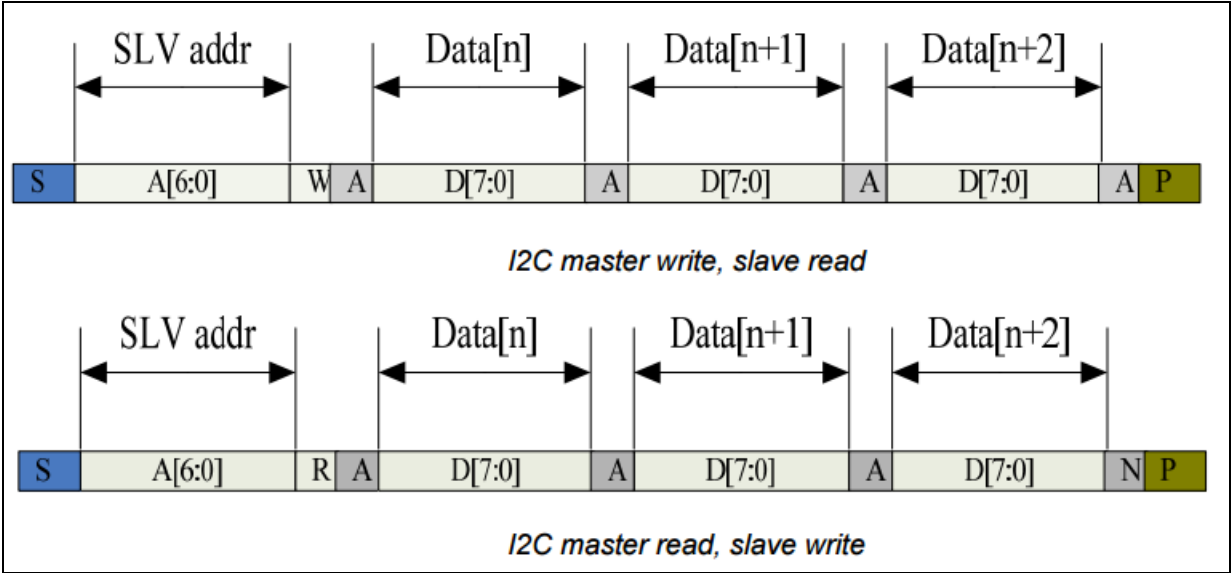 SLV addr Data[n] Data[n+1] Data[n+2]
S A[6:0] W A D[7:0] A D[7:0] A D[7:0] A P
I2C master write, slave read
SLV addr Data[n] Data[n+1] Data[n+2]
S A[6:0] R A D[7:0] A D[7:0] A D[7:0] N P
I2C master read, slave write